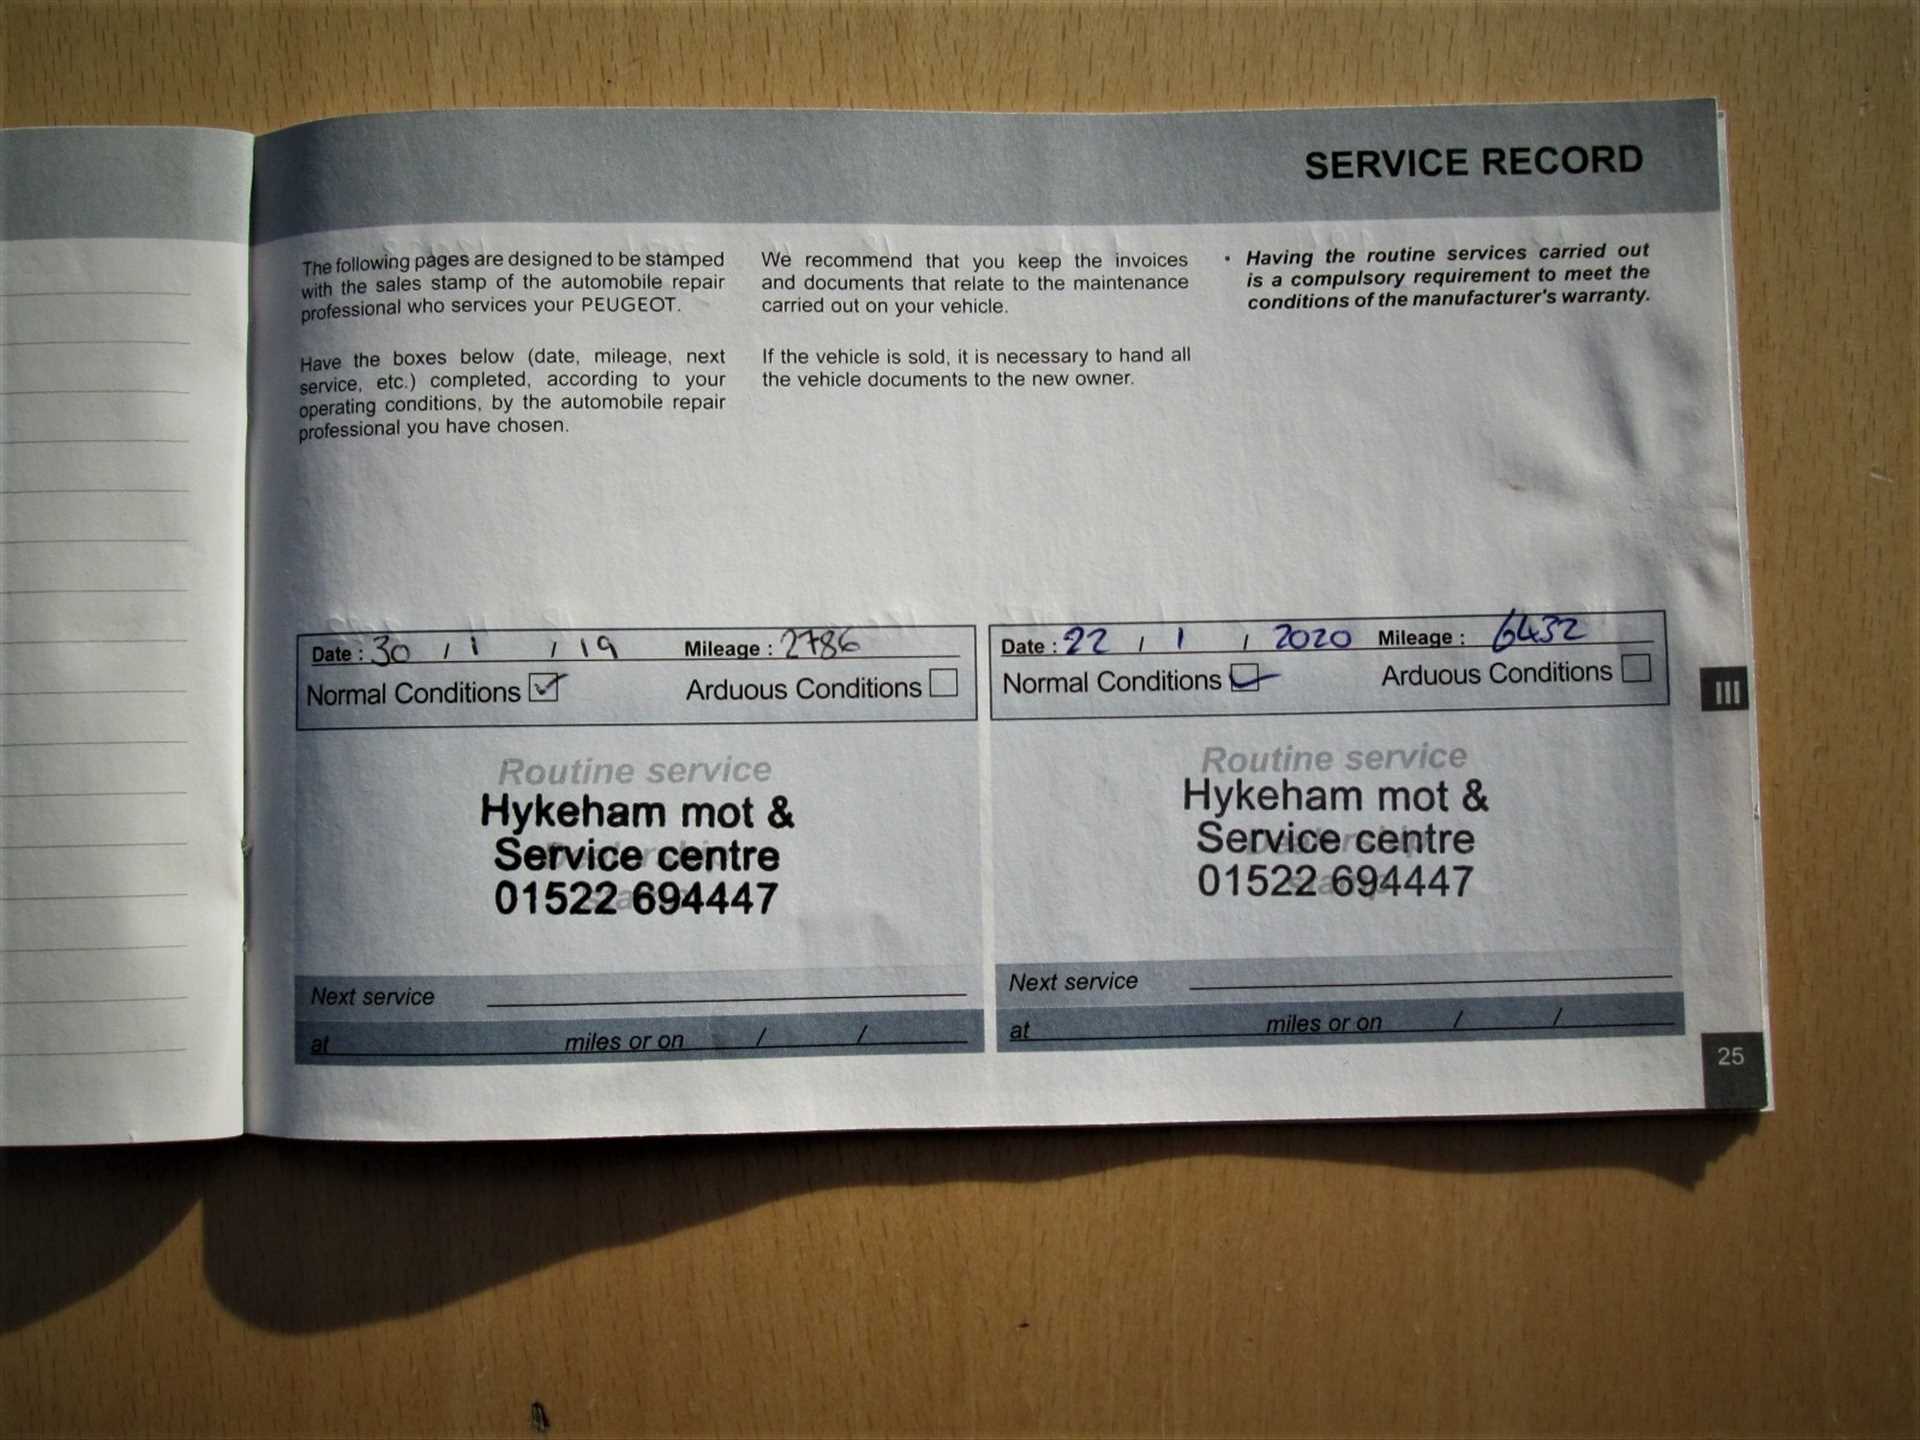 SERVICE RECORD
The following pages are designed to be stamped
with the sales stamp of the automobile repair
professional who services your PEUGEOT.
Have the boxes below (date, mileage, next
service, etc.) completed, according to your
operating conditions, by the automobile repair
professional you have chosen.
We recommend that you keep the invoices
and documents that relate to the maintenance
carried out on your vehicle.
If the vehicle is sold, it is necessary to hand all
the vehicle documents to the new owner.
• Having the routine services carried out
is a compulsory requirement to meet the
conditions of the manufacturer's warranty.
Date : 30 / 1 / 19 Mileage : 2786
Normal Conditions Arduous Conditions
Routine service
Hykeham mot &
Service centre
01522 694447
Next service
at miles or on / /
Date : 22 / 1 / 2020 Mileage : 6432
Normal Conditions Arduous Conditions
Routine service
Hykeham mot &
Service centre
01522 694447
Next service
at miles or on / /
III
25